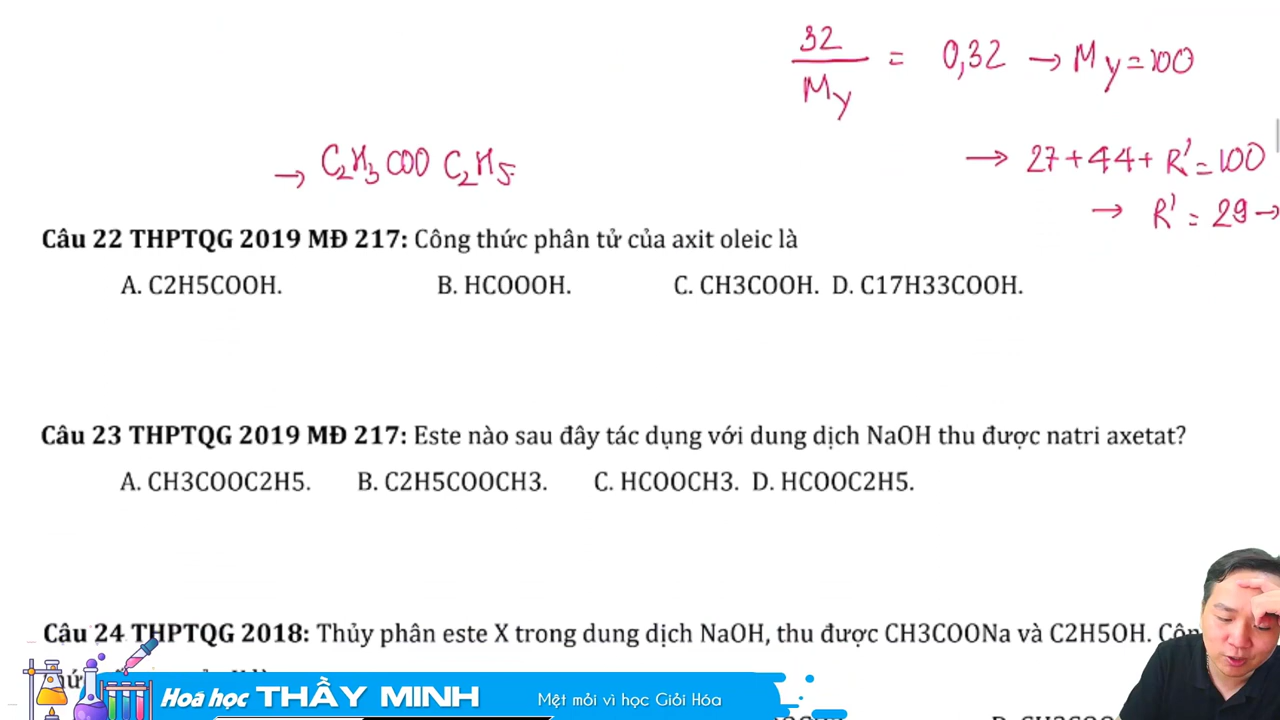 32
―― = 0,32 → My = 100
My
→ 27 + 44 + R' = 100
→ C2H3COO C2H5
→ R' = 29 →
Câu 22 THPTQG 2019 MĐ 217: Công thức phân tử của axit oleic là
A. C2H5COOH. B. HCOOOH. C. CH3COOH. D. C17H33COOH.
Câu 23 THPTQG 2019 MĐ 217: Este nào sau đây tác dụng với dung dịch NaOH thu được natri axetat?
A. CH3COOC2H5. B. C2H5COOCH3. C. HCOOCH3. D. HCOOC2H5.
Câu 24 THPTQG 2018: Thủy phân este X trong dung dịch NaOH, thu được CH3COONa và C2H5OH.
Hoá học THẦY MINH Mệt mỏi vì học Giỏi Hóa